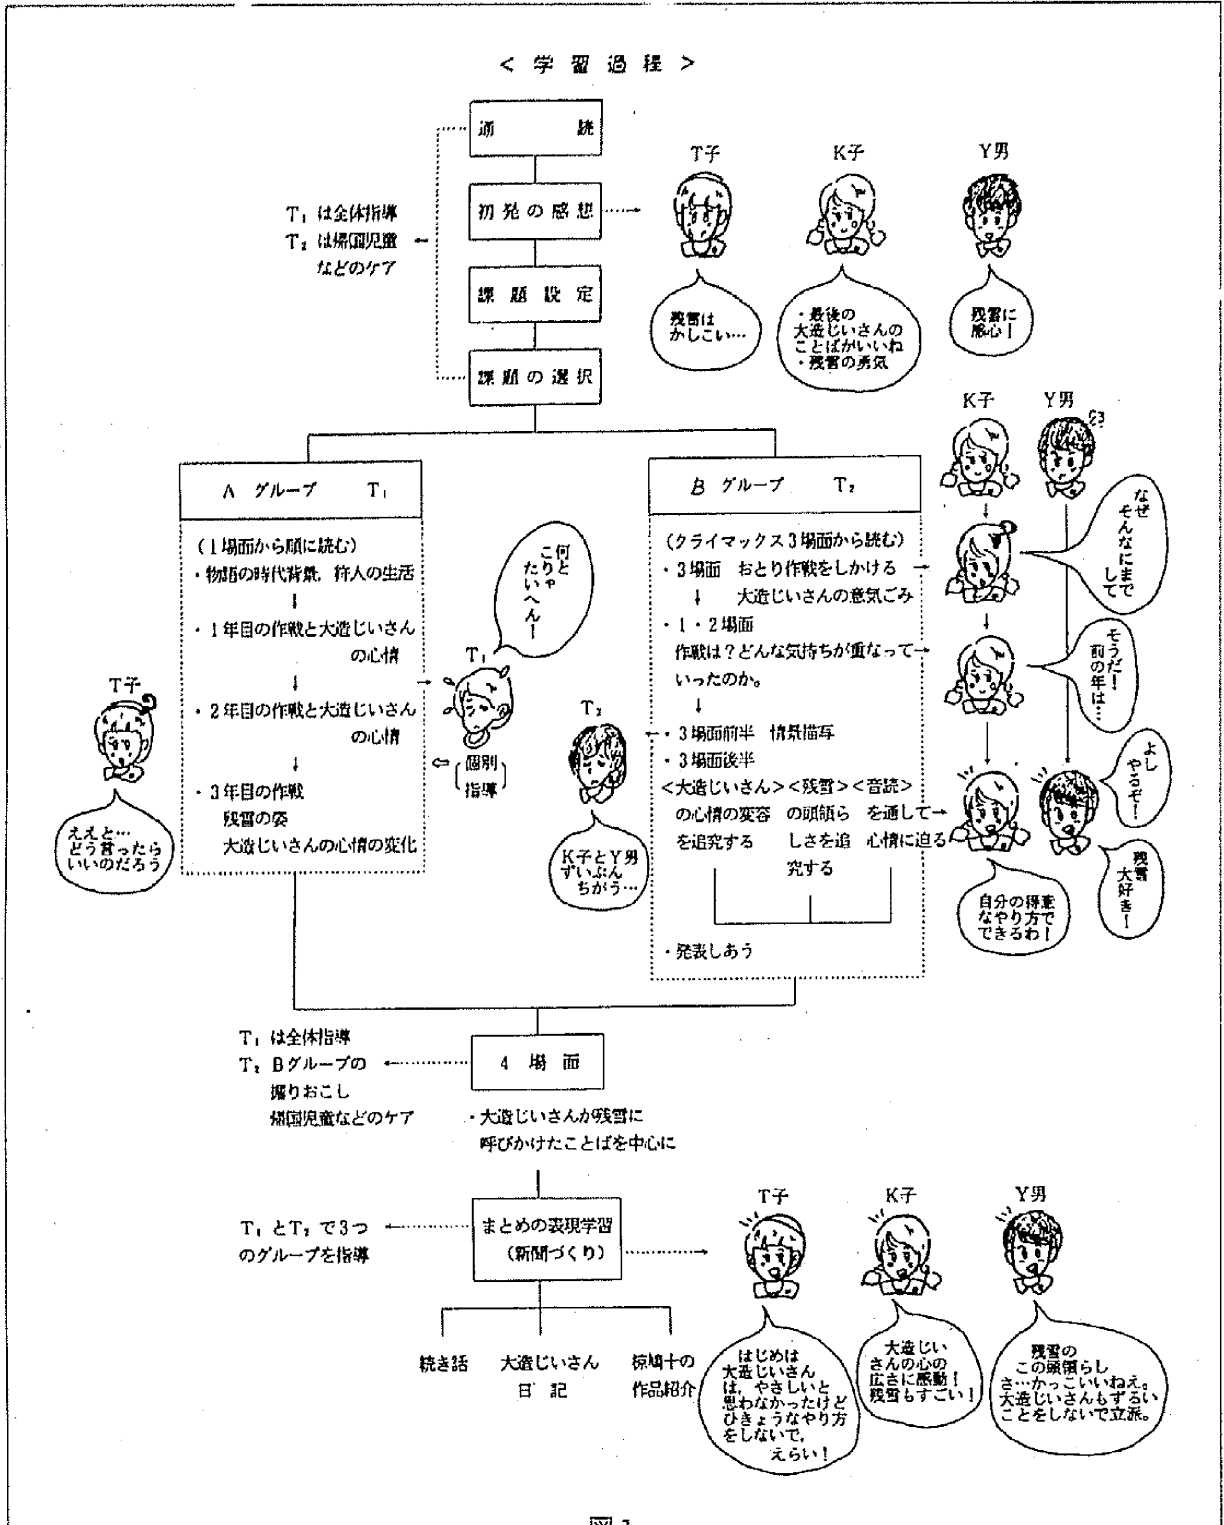 ＜学習過程＞
通読
T₁は全体指導
T₂は帰国児童
などのケア
初発の感想
課題設定
課題の選択
T子
残雪は
かしこい…
K子
・最後の
大造じいさんの
ことばがいいね
・残雪の勇気
Y男
残雪に
感心！
Aグループ　T₁
（1場面から順に読む）
・物語の時代背景，狩人の生活
↓
・1年目の作戦と大造じいさん
の心情
↓
・2年目の作戦と大造じいさん
の心情
↓
・3年目の作戦
残雪の姿
大造じいさんの心情の変化
T子
ええと…
どう言ったら
いいのだろう
何と
こりゃ
たいへんー
T₁
⇦（個別
指導）
Bグループ　T₂
（クライマックス3場面から読む）
・3場面　おとり作戦をしかける
↓　大造じいさんの意気ごみ
・1・2場面
作戦は？どんな気持ちが重なって
いったのか。
↓
・3場面前半　情景描写
・3場面後半
＜大造じいさん＞＜残雪＞＜音読＞
の心情の変容　の頭領ら　を通して
を追究する　しさを追　心情に迫る
究する
・発表しあう
T₂
K子とY男
ずいぶん
ちがう…
K子　Y男
なぜ
そんなにまで
して
そうだ！
前の年は…
よし
やるぞ！
残雪
大好き！
自分の得意
なやり方で
できるわ！
T₁は全体指導
T₂ Bグループの
掘りおこし
帰国児童などのケア
4場面
・大造じいさんが残雪に
呼びかけたことばを中心に
T₁とT₂で3つ
のグループを指導
まとめの表現学習
（新聞づくり）
続き話
大造じいさん
日記
椋鳩十の
作品紹介
T子
はじめは
大造じいさん
は，やさしいと
思わなかったけど
ひきょうなやり方
をしないで，
えらい！
K子
大造じい
さんの心の
広さに感動！
残雪もすごい！
Y男
残雪の
この頭領らし
さ…かっこいいねえ。
大造じいさんもずるい
ことをしないで立派。